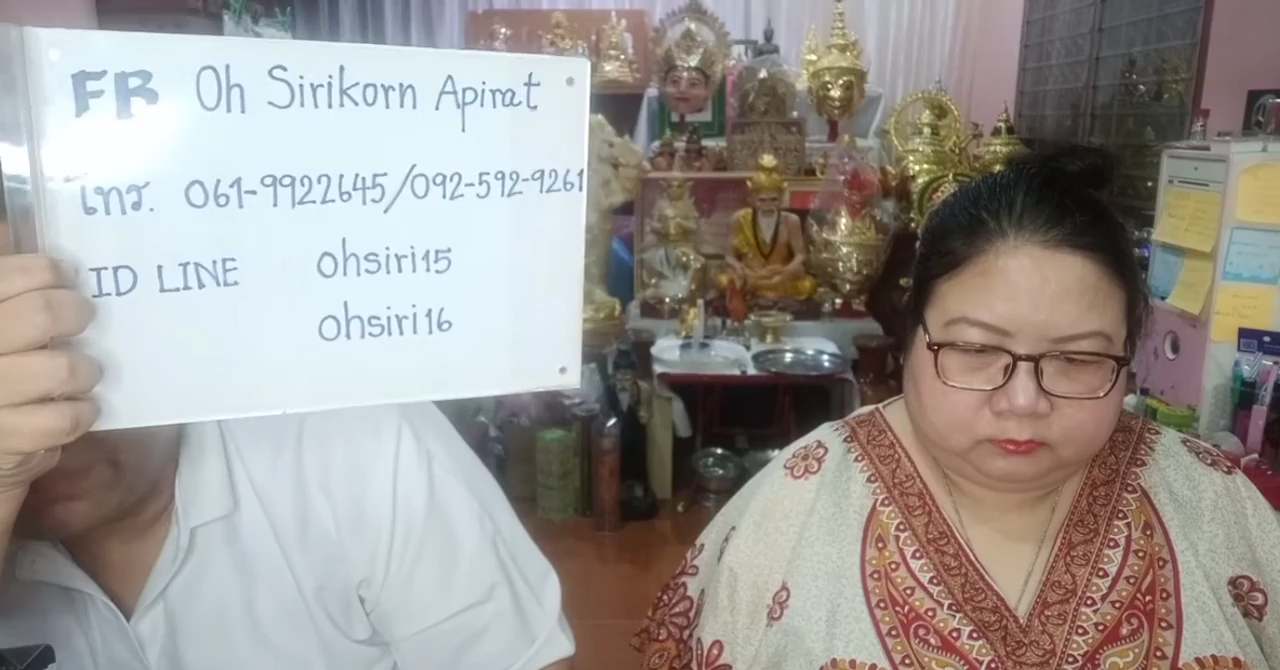 FB Oh Sirikorn Apirat
โทร. 061-9922645/092-592-9261
ID LINE ohsiri15
ohsiri16